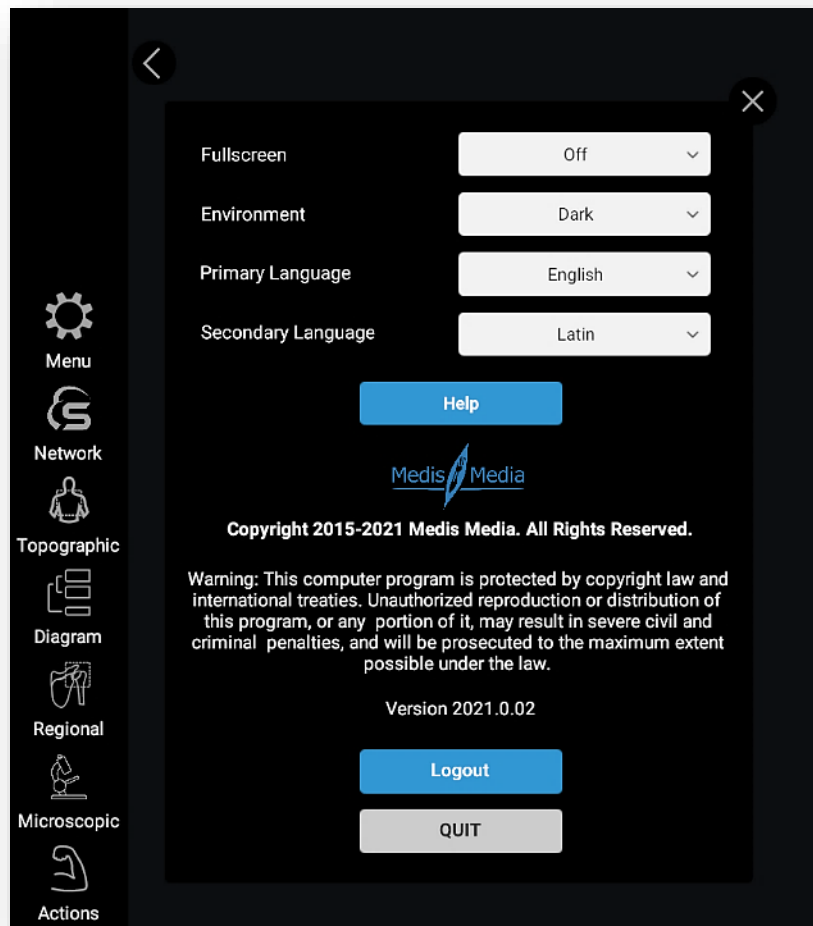 Fullscreen
Off
Environment
Dark
Primary Language
English
Secondary Language
Latin
Help
Medis Media
Copyright 2015-2021 Medis Media. All Rights Reserved.
Warning: This computer program is protected by copyright law and
international treaties. Unauthorized reproduction or distribution of
this program, or any portion of it, may result in severe civil and
criminal penalties, and will be prosecuted to the maximum extent
possible under the law.
Version 2021.0.02
Logout
QUIT
Menu
Network
Topographic
Diagram
Regional
Microscopic
Actions